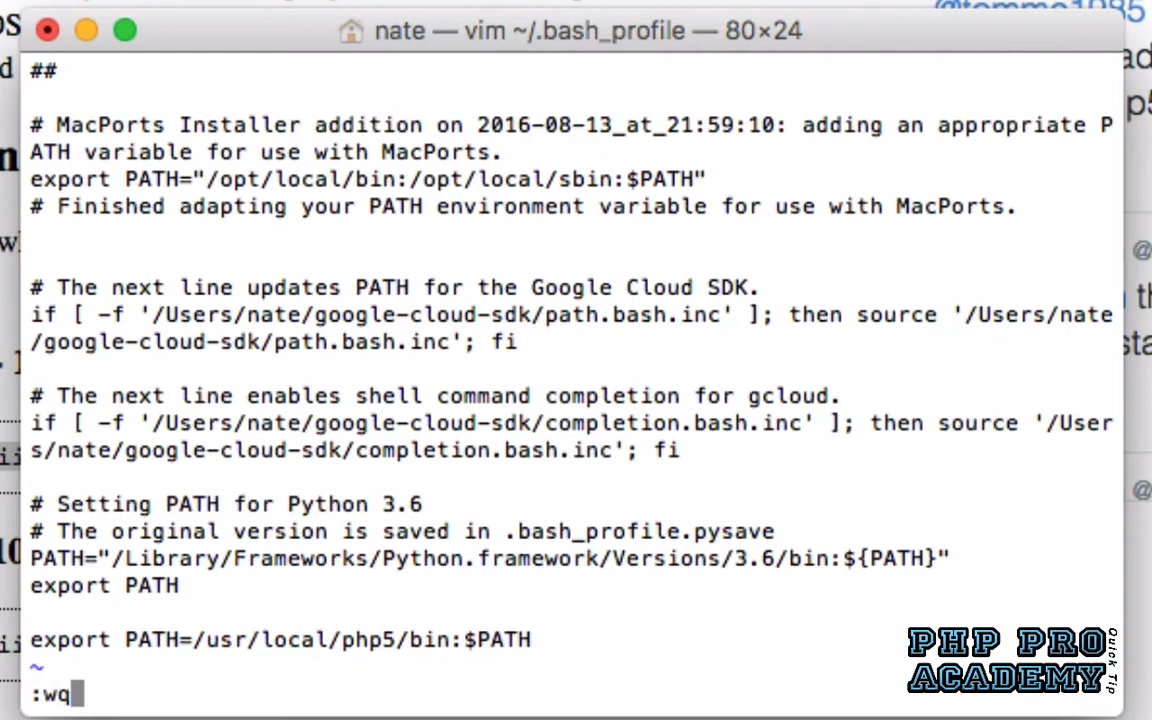 @tommo1985
nate — vim ~/.bash_profile — 80×24
##
# MacPorts Installer addition on 2016-08-13_at_21:59:10: adding an appropriate P
ATH variable for use with MacPorts.
export PATH="/opt/local/bin:/opt/local/sbin:$PATH"
# Finished adapting your PATH environment variable for use with MacPorts.
# The next line updates PATH for the Google Cloud SDK.
if [ -f '/Users/nate/google-cloud-sdk/path.bash.inc' ]; then source '/Users/nate
/google-cloud-sdk/path.bash.inc'; fi
# The next line enables shell command completion for gcloud.
if [ -f '/Users/nate/google-cloud-sdk/completion.bash.inc' ]; then source '/User
s/nate/google-cloud-sdk/completion.bash.inc'; fi
# Setting PATH for Python 3.6
# The original version is saved in .bash_profile.pysave
PATH="/Library/Frameworks/Python.framework/Versions/3.6/bin:${PATH}"
export PATH
export PATH=/usr/local/php5/bin:$PATH
~
:wq
PHP PRO
ACADEMY
Quick Tip